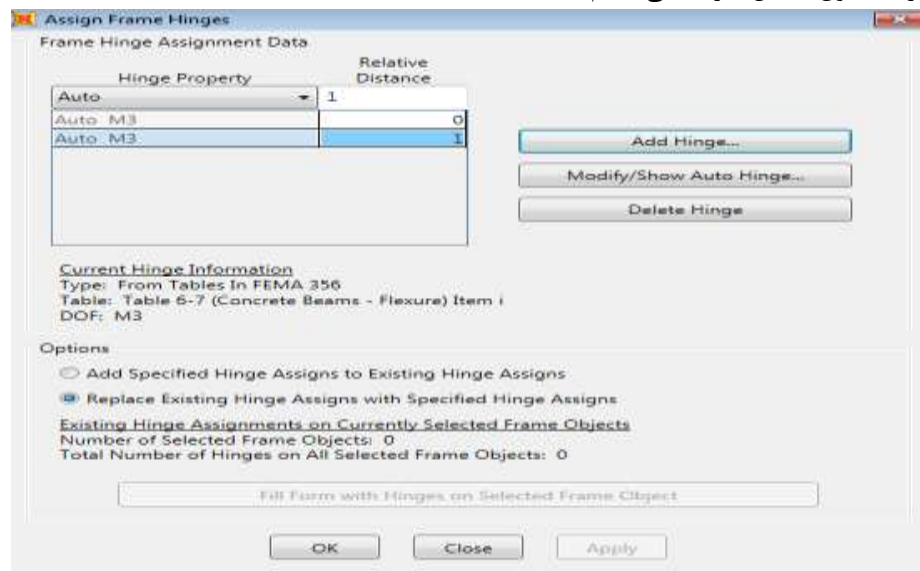 Assign Frame Hinges
Frame Hinge Assignment Data
Hinge Property
Relative Distance
Auto 1
Auto M3 0
Auto M3 1
Add Hinge...
Modify/Show Auto Hinge...
Delete Hinge
Current Hinge Information
Type: From Tables In FEMA 356
Table: Table 6-7 (Concrete Beams - Flexure) Item i
DOF: M3
Options
Add Specified Hinge Assigns to Existing Hinge Assigns
Replace Existing Hinge Assigns with Specified Hinge Assigns
Existing Hinge Assignments on Currently Selected Frame Objects
Number of Selected Frame Objects: 0
Total Number of Hinges on All Selected Frame Objects: 0
Fill Form with Hinges on Selected Frame Object
OK Close Apply